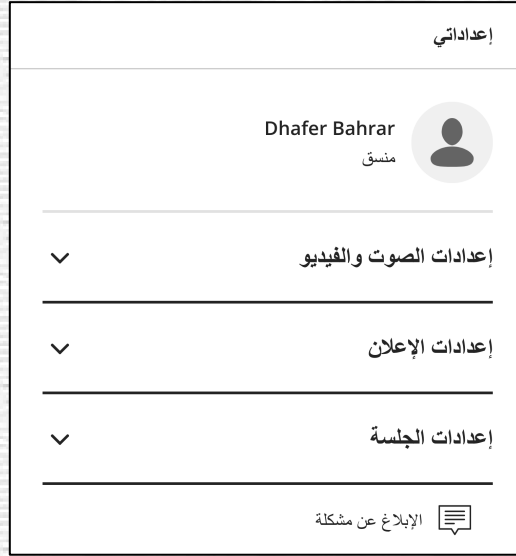 إعداداتي
Dhafer Bahrar
منسق
إعدادات الصوت والفيديو
إعدادات الإعلان
إعدادات الجلسة
الإبلاغ عن مشكلة